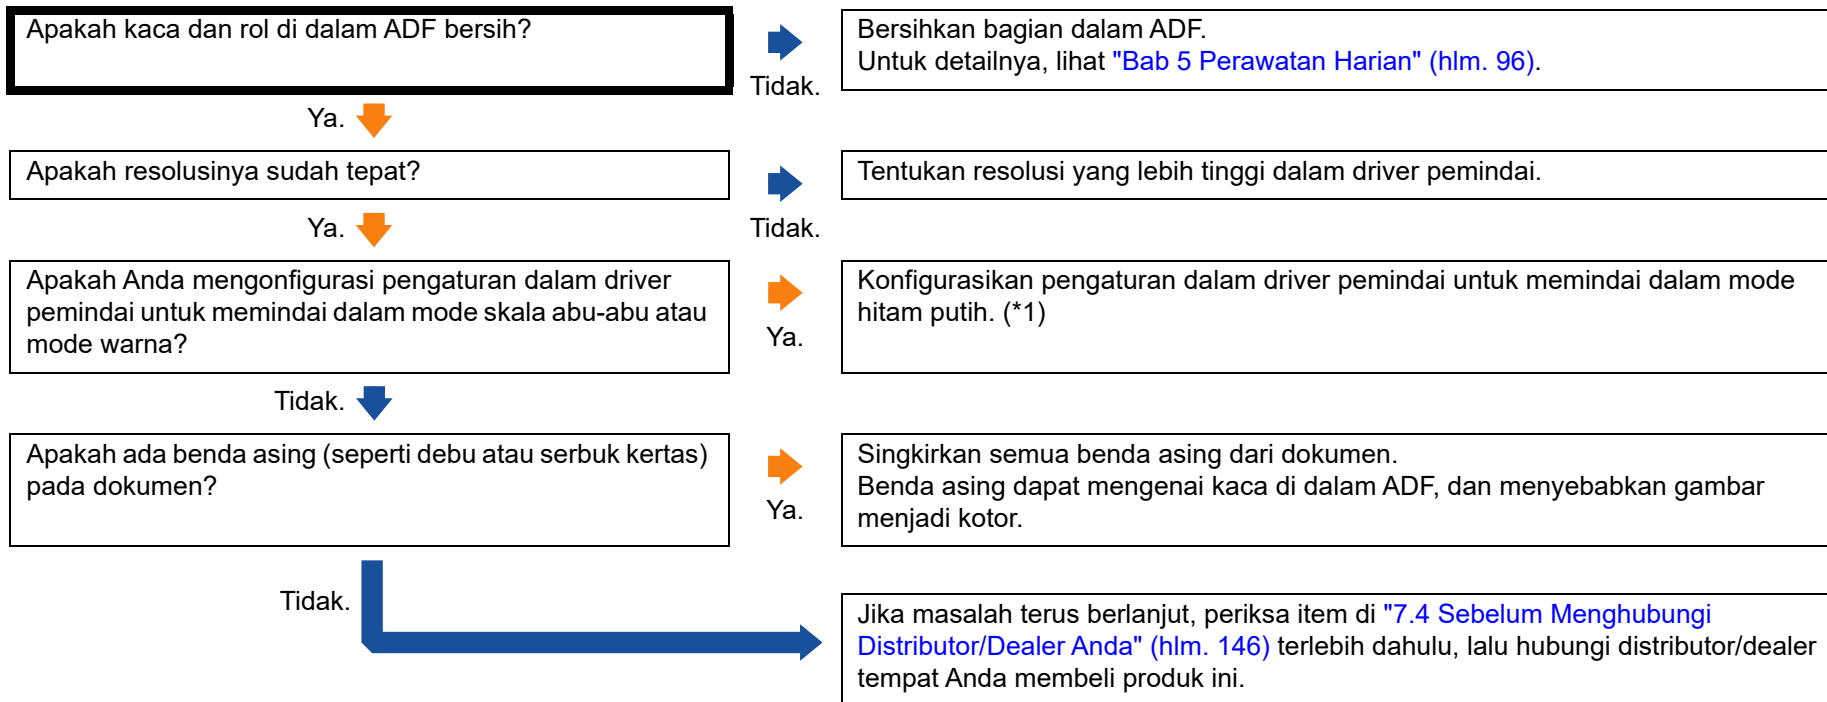 Apakah kaca dan rol di dalam ADF bersih?
Tidak.
Bersihkan bagian dalam ADF.
Untuk detailnya, lihat "Bab 5 Perawatan Harian" (hlm. 96).
Ya.
Apakah resolusinya sudah tepat?
Tidak.
Tentukan resolusi yang lebih tinggi dalam driver pemindai.
Ya.
Apakah Anda mengonfigurasi pengaturan dalam driver
pemindai untuk memindai dalam mode skala abu-abu atau
mode warna?
Ya.
Konfigurasikan pengaturan dalam driver pemindai untuk memindai dalam mode
hitam putih. (*1)
Tidak.
Apakah ada benda asing (seperti debu atau serbuk kertas)
pada dokumen?
Ya.
Singkirkan semua benda asing dari dokumen.
Benda asing dapat mengenai kaca di dalam ADF, dan menyebabkan gambar
menjadi kotor.
Tidak.
Jika masalah terus berlanjut, periksa item di "7.4 Sebelum Menghubungi
Distributor/Dealer Anda" (hlm. 146) terlebih dahulu, lalu hubungi distributor/dealer
tempat Anda membeli produk ini.